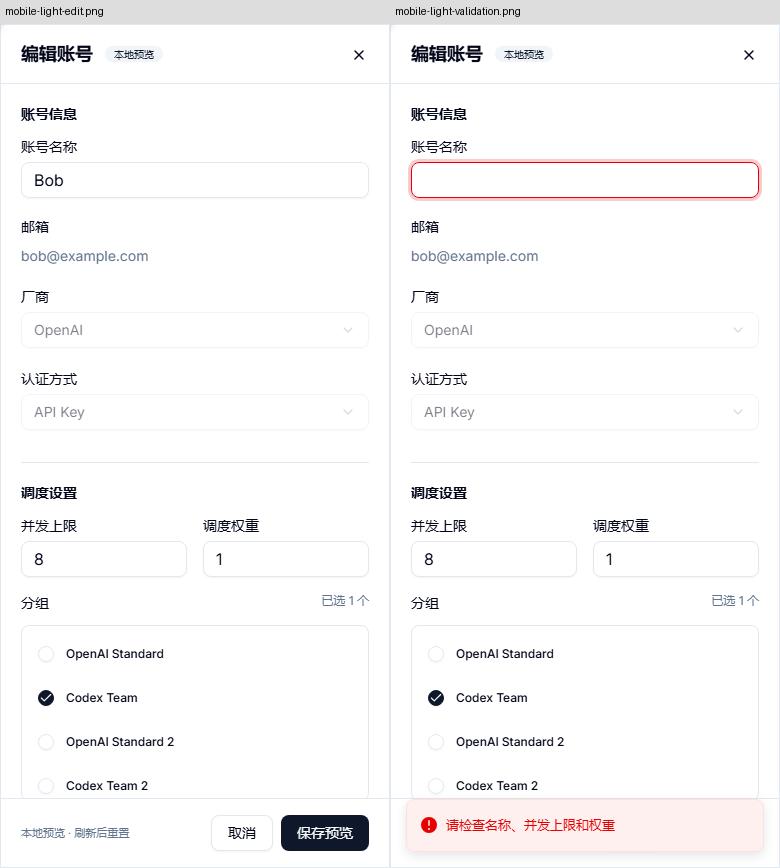 mobile-light-edit.png
编辑账号 本地预览
账号信息
账号名称
Bob
邮箱
bob@example.com
厂商
OpenAI
认证方式
API Key
调度设置
并发上限 调度权重
8 1
分组 已选 1 个
OpenAI Standard
Codex Team
OpenAI Standard 2
Codex Team 2
本地预览 · 刷新后重置 取消 保存预览
mobile-light-validation.png
编辑账号 本地预览
账号信息
账号名称
邮箱
bob@example.com
厂商
OpenAI
认证方式
API Key
调度设置
并发上限 调度权重
8 1
分组 已选 1 个
OpenAI Standard
Codex Team
OpenAI Standard 2
Codex Team 2
请检查名称、并发上限和权重